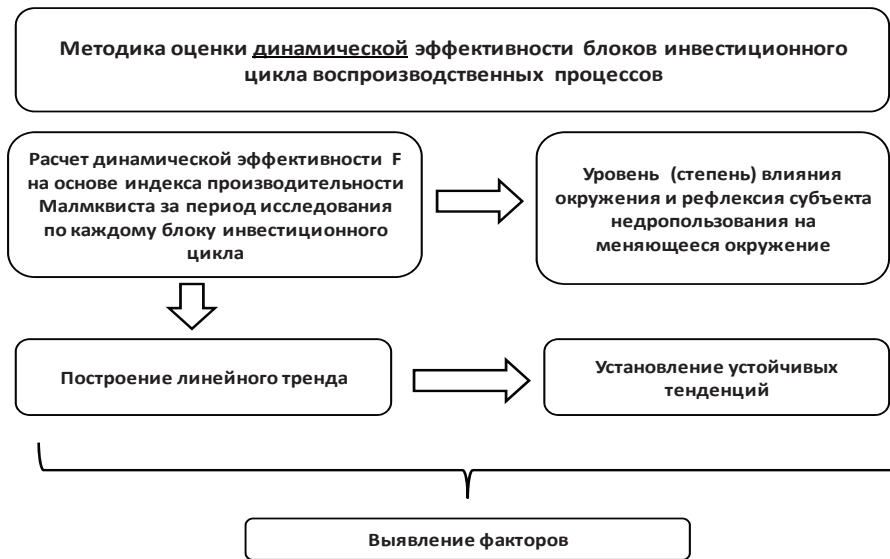 Методика оценки динамической эффективности блоков инвестиционного
цикла воспроизводственных процессов
Расчет динамической эффективности F
на основе индекса производительности
Малмквиста за период исследования
по каждому блоку инвестиционного
цикла
Уровень (степень) влияния
окружения и рефлексия субъекта
недропользования на
меняющееся окружение
Построение линейного тренда
Установление устойчивых
тенденций
Выявление факторов